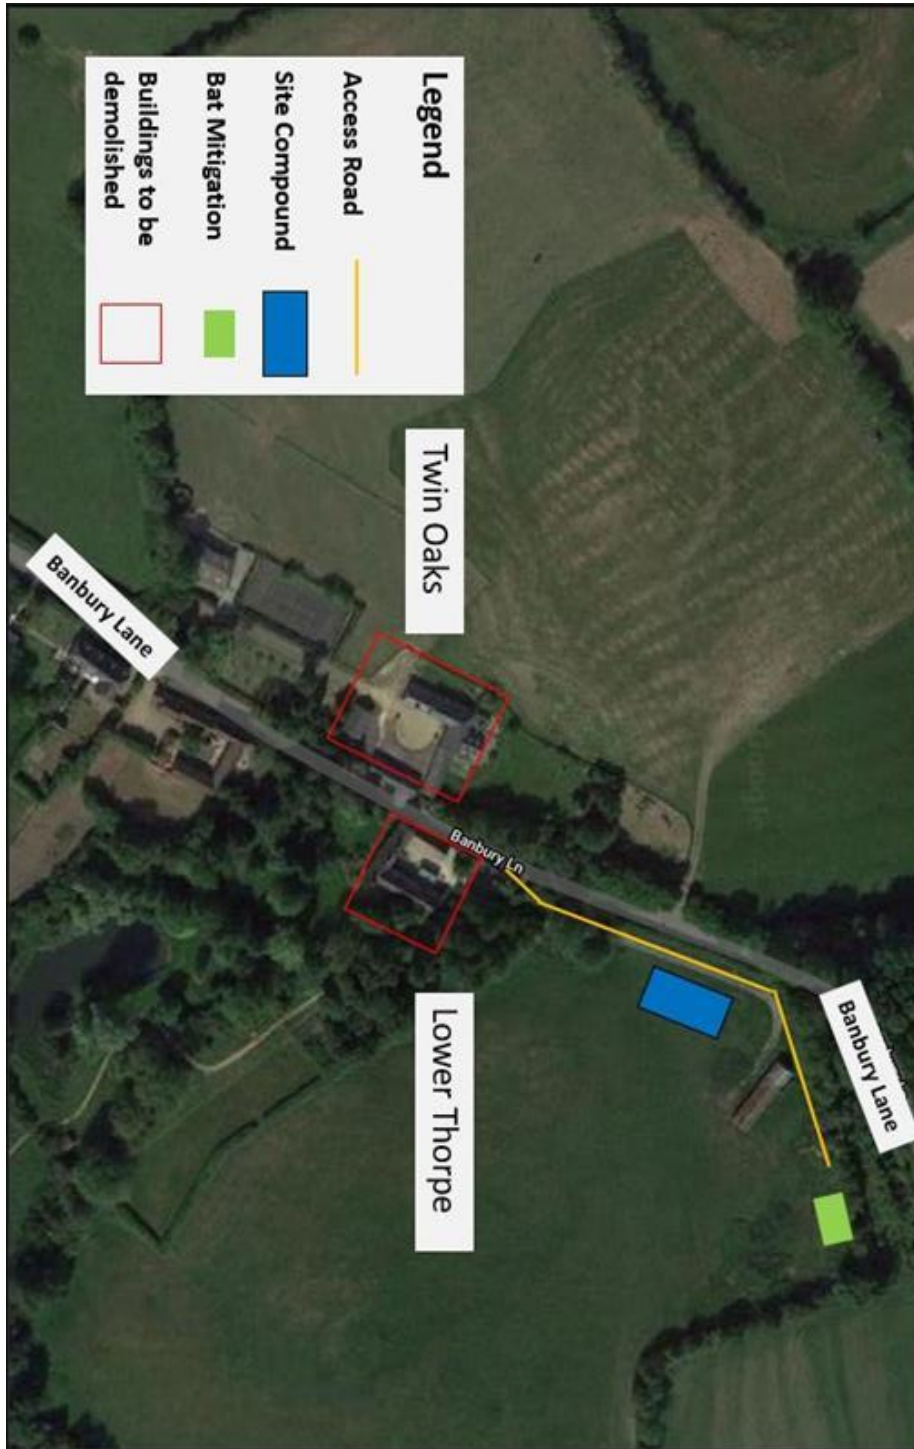 Legend
Access Road
Site Compound
Bat Mitigation
Buildings to be
demolished
Twin Oaks
Banbury Lane
Banbury Ln
Lower Thorpe
Banbury Lane